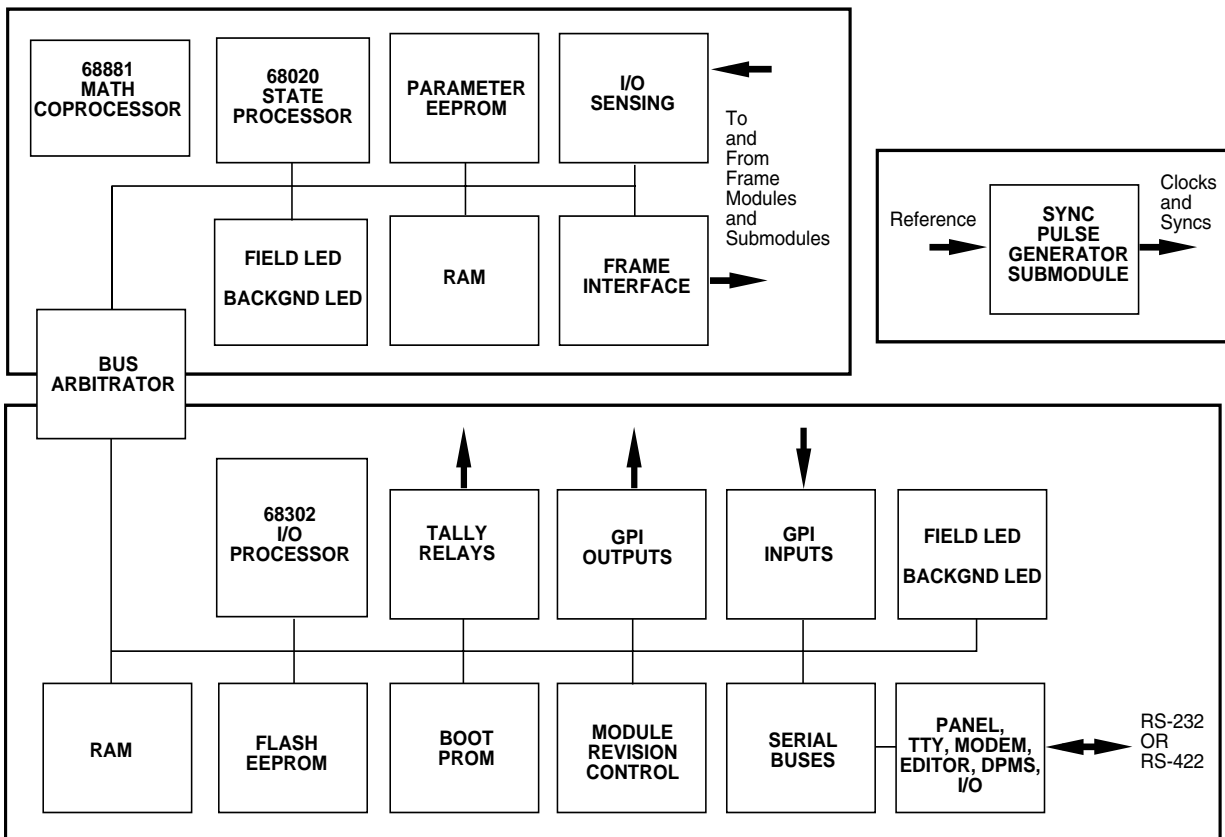 68881
MATH
COPROCESSOR
68020
STATE
PROCESSOR
PARAMETER
EEPROM
I/O
SENSING
To
and
From
Frame
Modules
and
Submodules
FIELD LED
BACKGND LED
RAM
FRAME
INTERFACE
Reference
SYNC
PULSE
GENERATOR
SUBMODULE
Clocks
and
Syncs
BUS
ARBITRATOR
68302
I/O
PROCESSOR
TALLY
RELAYS
GPI
OUTPUTS
GPI
INPUTS
FIELD LED
BACKGND LED
RAM
FLASH
EEPROM
BOOT
PROM
MODULE
REVISION
CONTROL
SERIAL
BUSES
PANEL,
TTY, MODEM,
EDITOR, DPMS,
I/O
RS-232
OR
RS-422